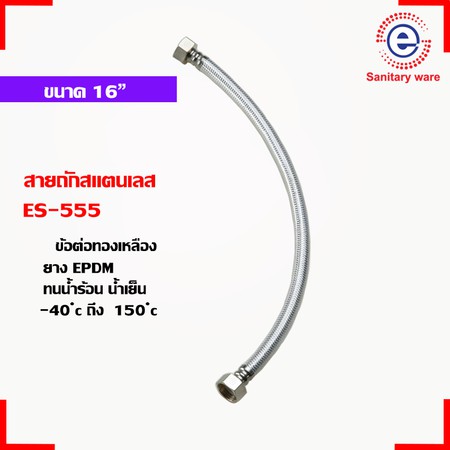 e
Sanitary ware
ขนาด 16”
สายถักสแตนเลส
ES-555
ข้อต่อทองเหลือง
ยาง EPDM
ทนน้ำร้อน น้ำเย็น
-40°c ถึง 150°c